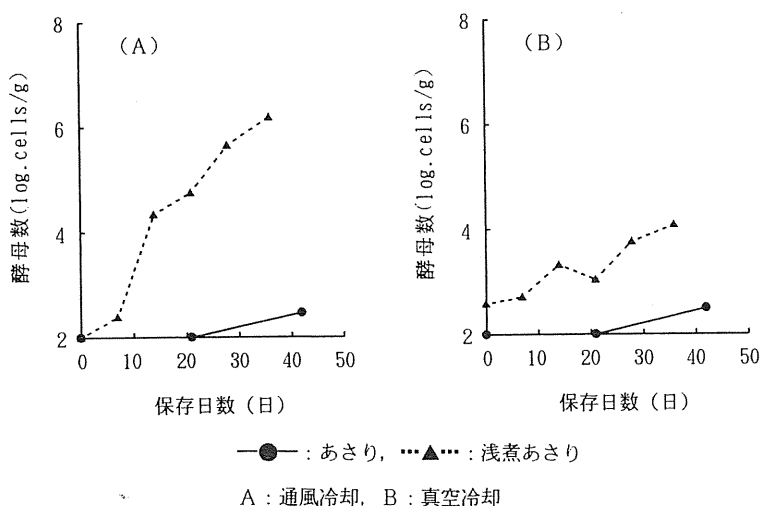 (A)
8
6
4
2
酵母数(log.cells/g)
0 10 20 30 40 50
保存日数(日)
(B)
8
6
4
2
酵母数(log.cells/g)
0 10 20 30 40 50
保存日数(日)
:あさり, :浅煮あさり
A:通風冷却, B:真空冷却